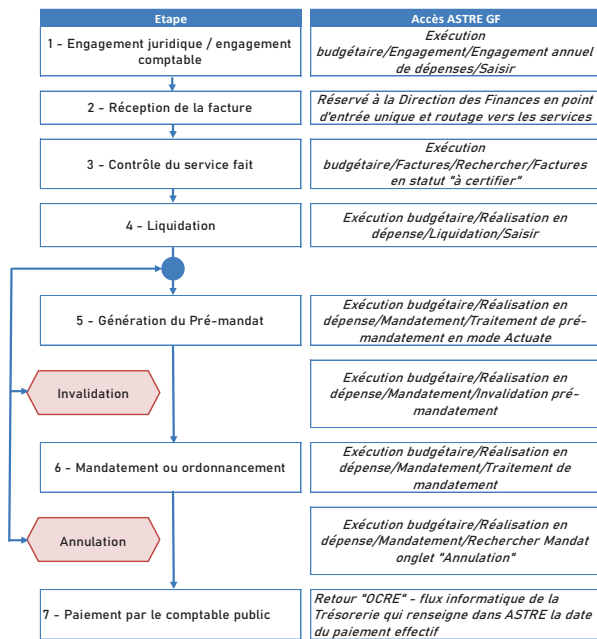 Etape
Accès ASTRE GF
1 - Engagement juridique / engagement
comptable
Exécution
budgétaire/Engagement/Engagement annuel
de dépenses/Saisir
2 - Réception de la facture
Réservé à la Direction des Finances en point
d'entrée unique et routage vers les services
3 - Contrôle du service fait
Exécution
budgétaire/Factures/Rechercher/Factures
en statut "à certifier"
4 - Liquidation
Exécution budgétaire/Réalisation en
dépense/Liquidation/Saisir
5 - Génération du Pré-mandat
Exécution budgétaire/Réalisation en
dépense/Mandatement/Traitement de pré-
mandatement en mode Actuate
Invalidation
Exécution budgétaire/Réalisation en
dépense/Mandatement/Invalidation pré-
mandatement
6 - Mandatement ou ordonnancement
Exécution budgétaire/Réalisation en
dépense/Mandatement/Traitement de
mandatement
Annulation
Exécution budgétaire/Réalisation en
dépense/Mandatement/Rechercher Mandat
onglet "Annulation"
7 - Paiement par le comptable public
Retour "OCRE" - flux informatique de la
Trésorerie qui renseigne dans ASTRE la date
du paiement effectif